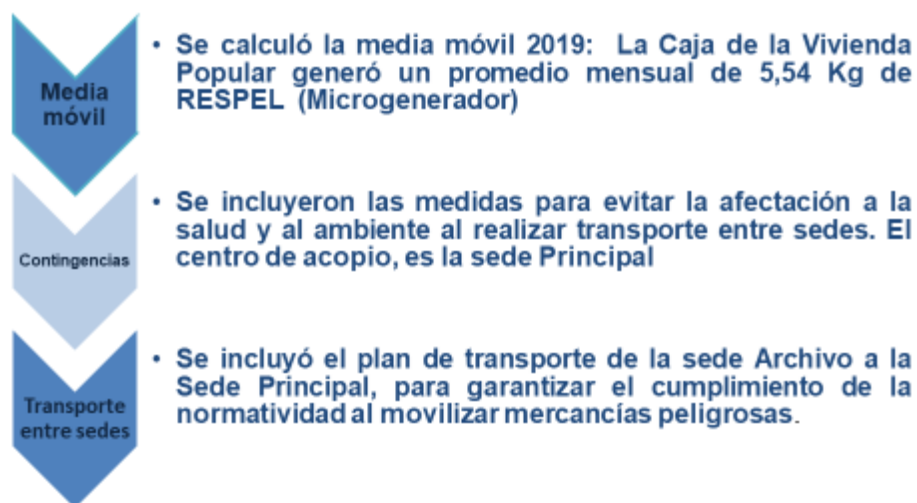 Media
móvil
• Se calculó la media móvil 2019: La Caja de la Vivienda
Popular generó un promedio mensual de 5,54 Kg de
RESPEL (Microgenerador)
Contingencias
• Se incluyeron las medidas para evitar la afectación a la
salud y al ambiente al realizar transporte entre sedes. El
centro de acopio, es la sede Principal
Transporte
entre sedes
• Se incluyó el plan de transporte de la sede Archivo a la
Sede Principal, para garantizar el cumplimiento de la
normatividad al movilizar mercancías peligrosas.